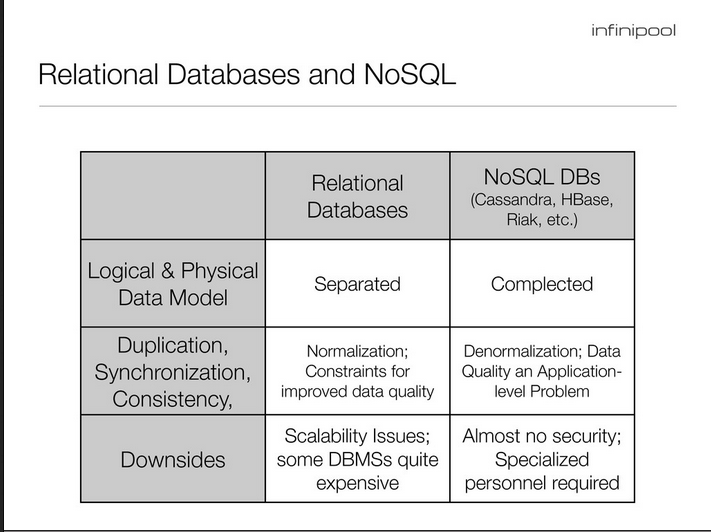 infinipool
Relational Databases and NoSQL
Relational
Databases
NoSQL DBs
(Cassandra, HBase,
Riak, etc.)
Logical & Physical
Data Model
Separated
Complected
Duplication,
Synchronization,
Consistency,
Normalization;
Constraints for
improved data quality
Denormalization; Data
Quality an Application-
level Problem
Downsides
Scalability Issues;
some DBMSs quite
expensive
Almost no security;
Specialized
personnel required